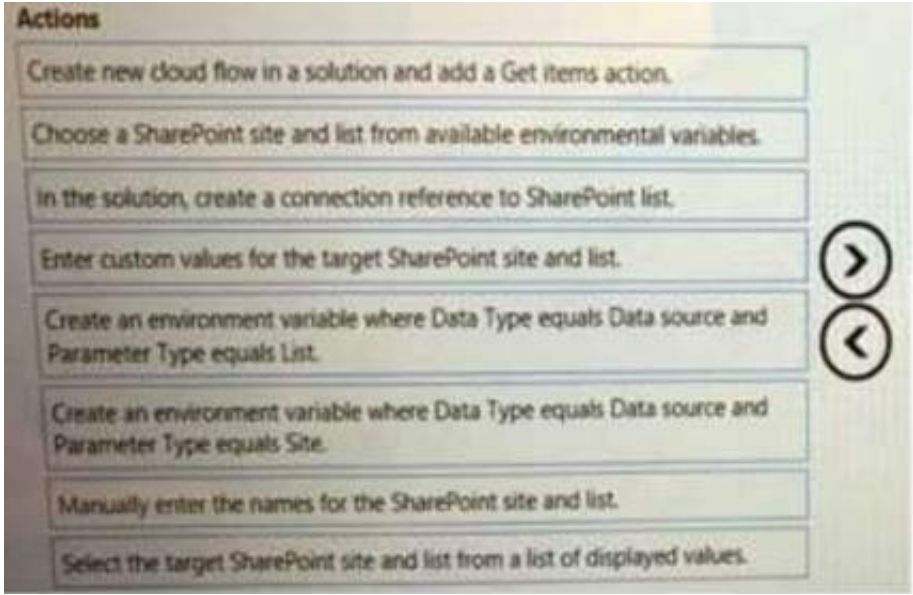 Actions
Create new cloud flow in a solution and add a Get items action.
Choose a SharePoint site and list from available environmental variables.
In the solution, create a connection reference to SharePoint list.
Enter custom values for the target SharePoint site and list.
Create an environment variable where Data Type equals Data source and
Parameter Type equals List.
Create an environment variable where Data Type equals Data source and
Parameter Type equals Site.
Manually enter the names for the SharePoint site and list.
Select the target SharePoint site and list from a list of displayed values.